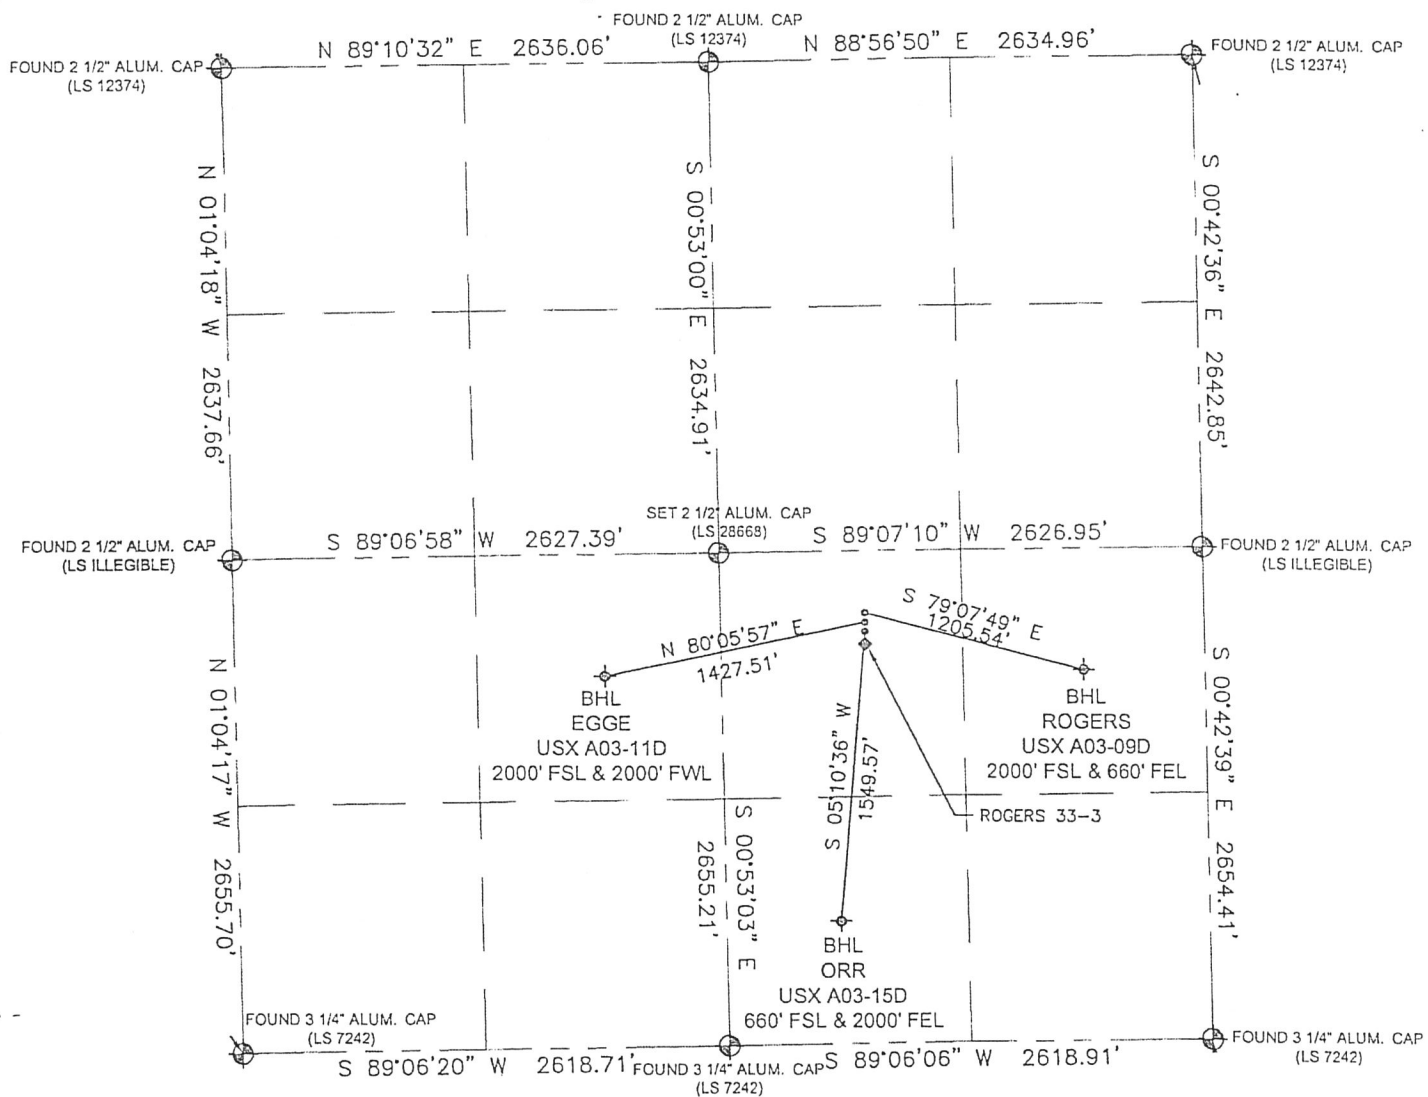 FOUND 2 1/2" ALUM. CAP
(LS 12374)
N 89°10'32" E 2636.06'
FOUND 2 1/2" ALUM. CAP
(LS 12374)
N 88°56'50" E 2634.96'
FOUND 2 1/2" ALUM. CAP
(LS 12374)
N 01°04'18" W 2637.66'
S 00°53'00" E 2634.91'
S 00°42'36" E 2642.85'
FOUND 2 1/2" ALUM. CAP
(LS ILLEGIBLE)
S 89°06'58" W 2627.39'
SET 2 1/2" ALUM. CAP
(LS 28668)
S 89°07'10" W 2626.95'
FOUND 2 1/2" ALUM. CAP
(LS ILLEGIBLE)
N 80°05'57" E
1427.51'
S 79°07'49" E
1205.54'
BHL
EGGE
USX A03-11D
2000' FSL & 2000' FWL
BHL
ROGERS
USX A03-09D
2000' FSL & 660' FEL
S 05°10'36" W
1549.57'
ROGERS 33-3
N 01°04'17" W 2655.70'
S 00°53'03" E
2655.21'
S 00°42'39" E 2654.41'
BHL
ORR
USX A03-15D
660' FSL & 2000' FEL
FOUND 3 1/4" ALUM. CAP
(LS 7242)
S 89°06'20" W 2618.71'
FOUND 3 1/4" ALUM. CAP
(LS 7242)
S 89°06'06" W 2618.91'
FOUND 3 1/4" ALUM. CAP
(LS 7242)